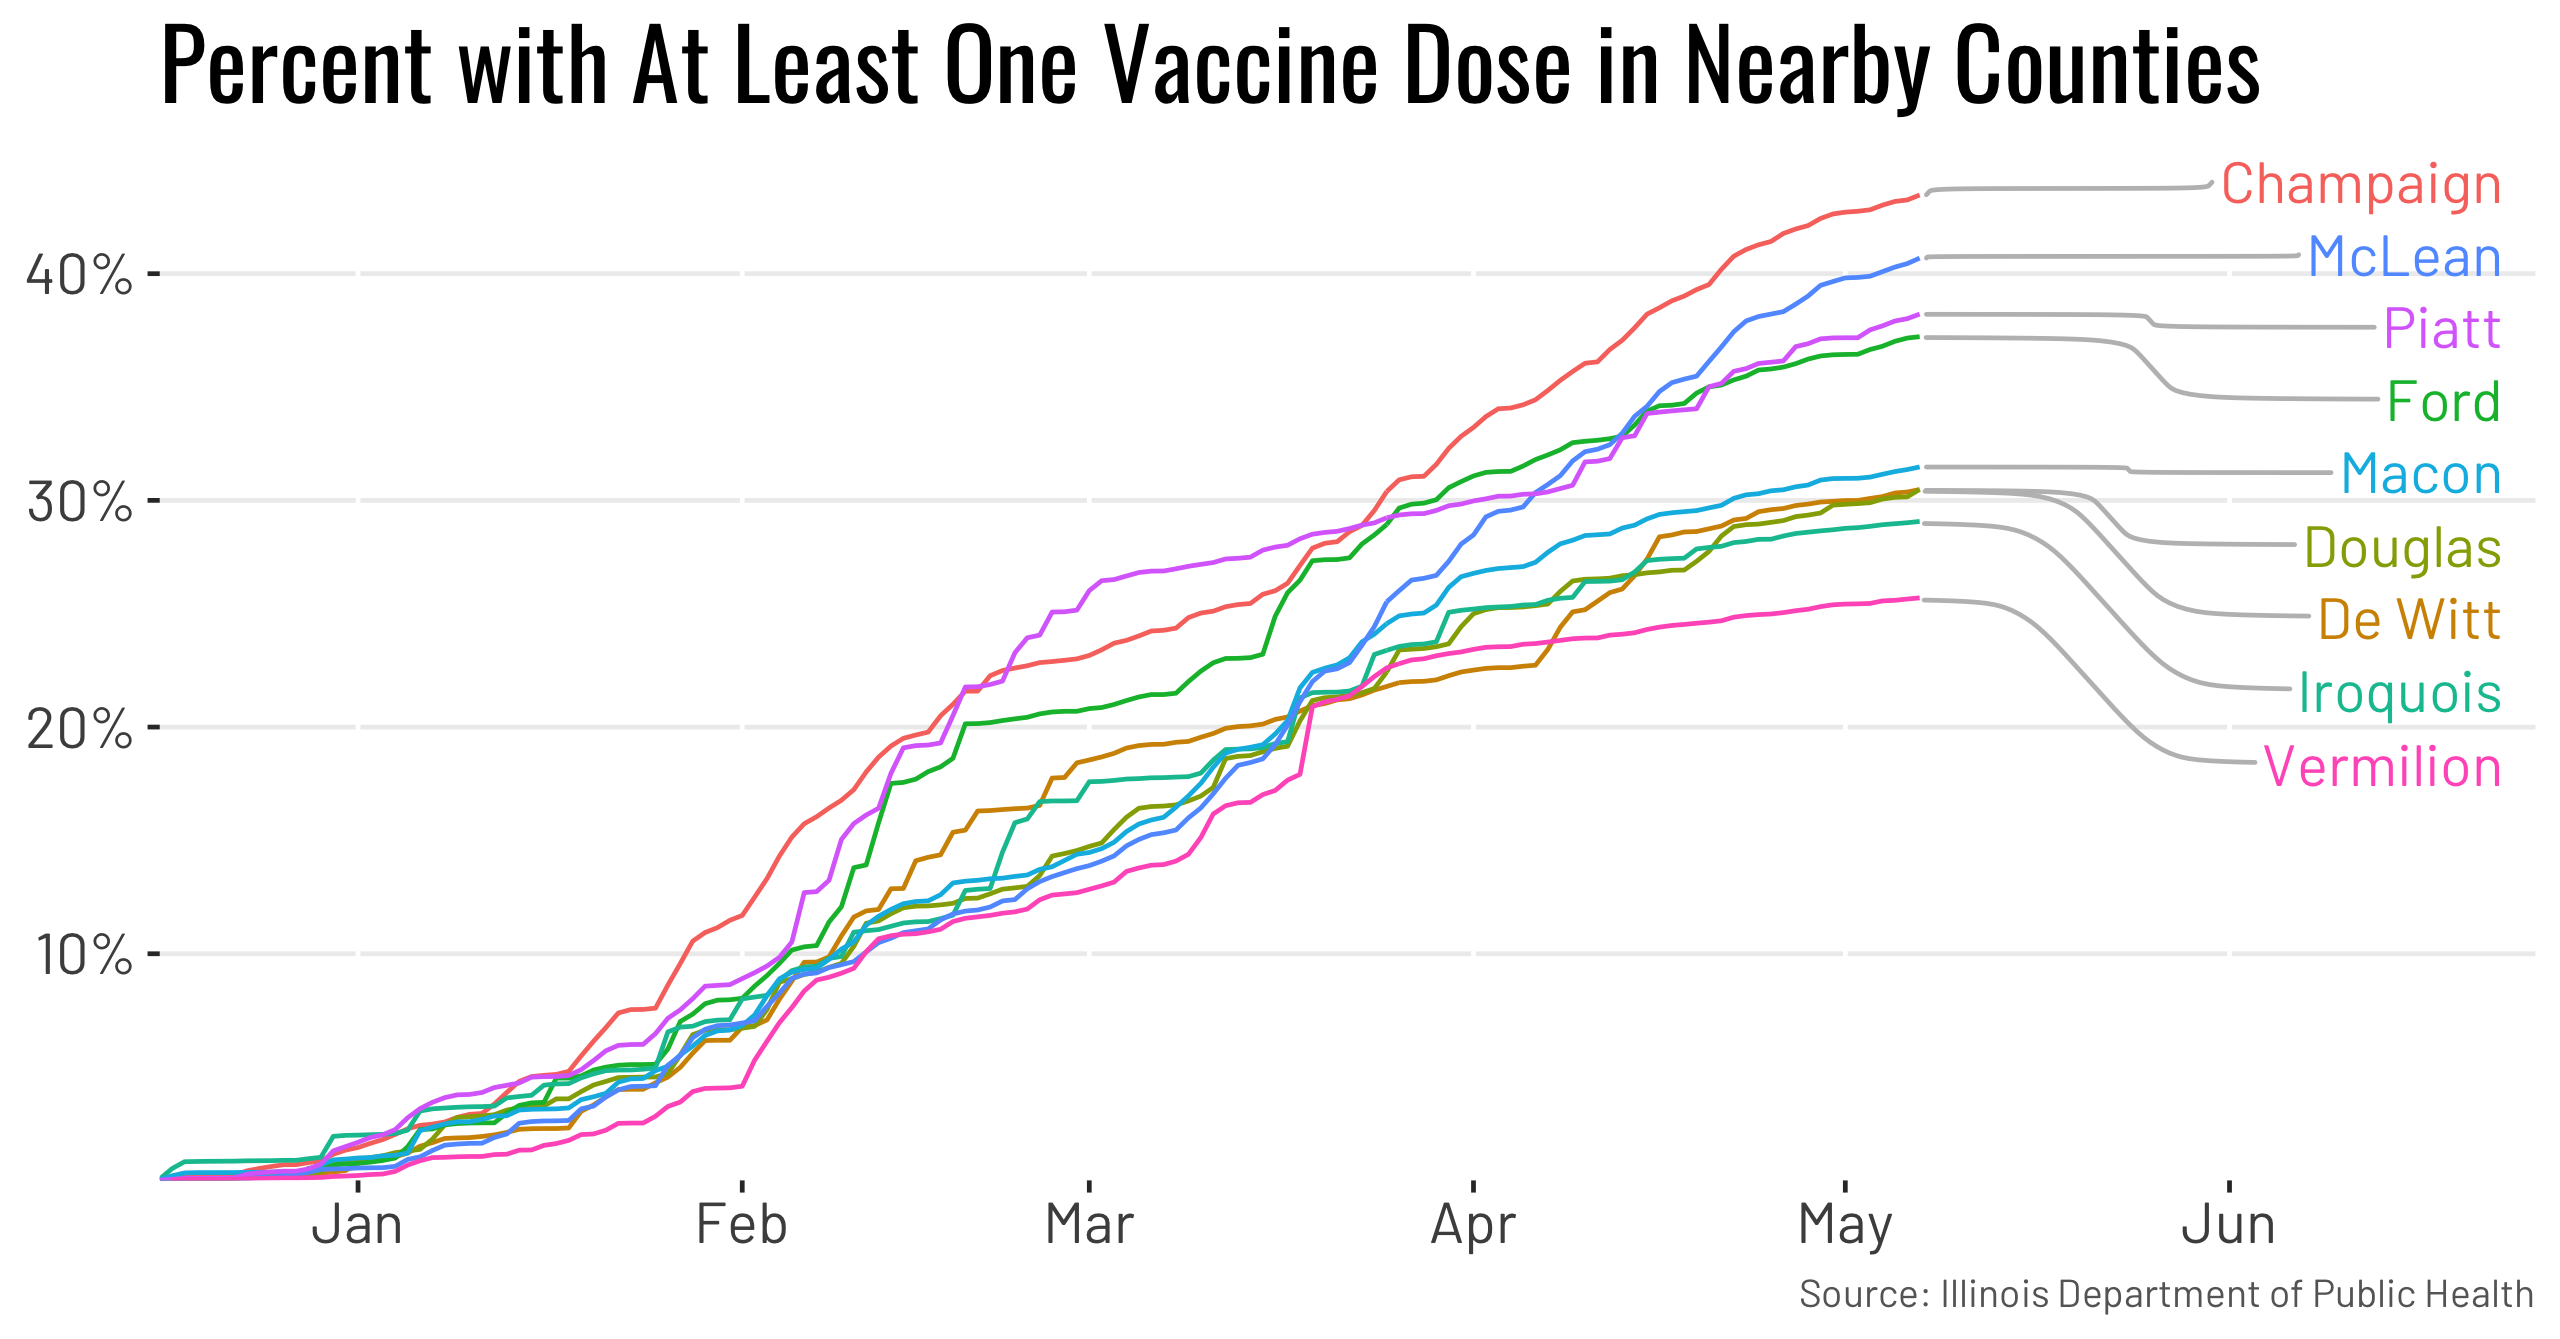 Percent with At Least One Vaccine Dose in Nearby Counties
Champaign
40%
McLean
Piatt
Ford
Macon
30%
Douglas
De Witt
Iroquois
20%
Vermilion
10%
Jan Feb Mar Apr May Jun
Source: Illinois Department of Public Health